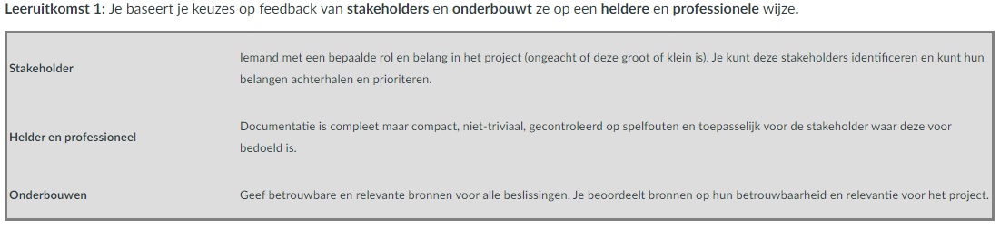 Leeruitkomst 1: Je baseert je keuzes op feedback van stakeholders en onderbouwt ze op een heldere en professionele wijze.
Stakeholder
Iemand met een bepaalde rol en belang in het project (ongeacht of deze groot of klein is). Je kunt deze stakeholders identificeren en kunt hun
belangen achterhalen en prioriteren.
Helder en professioneel
Documentatie is compleet maar compact, niet-triviaal, gecontroleerd op spelfouten en toepasselijk voor de stakeholder waar deze voor
bedoeld is.
Onderbouwen
Geef betrouwbare en relevante bronnen voor alle beslissingen. Je beoordeelt bronnen op hun betrouwbaarheid en relevantie voor het project.